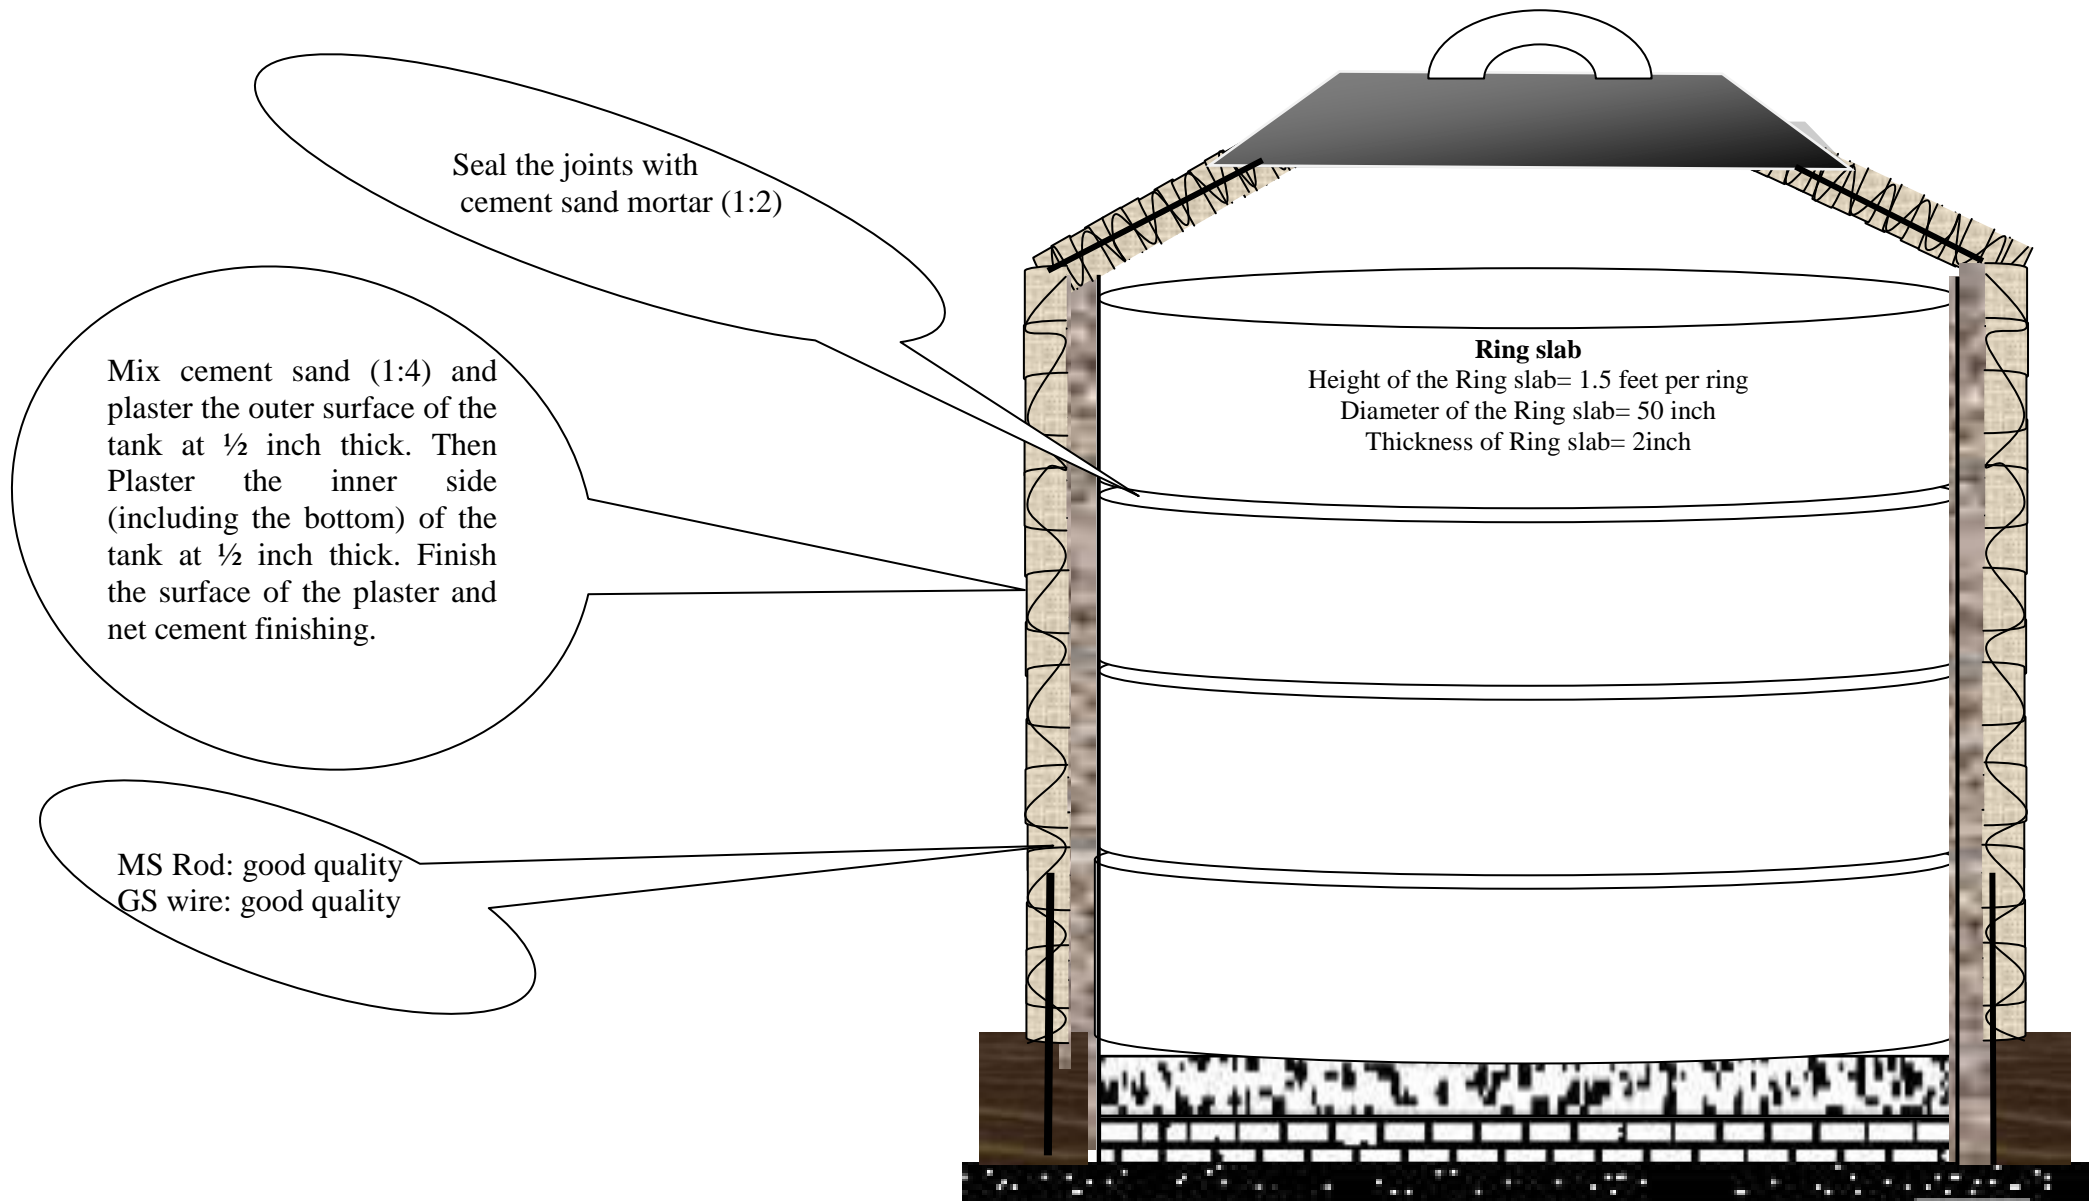 Seal the joints with
cement sand mortar (1:2)
Mix cement sand (1:4) and
plaster the outer surface of the
tank at ½ inch thick. Then
Plaster the inner side
(including the bottom) of the
tank at ½ inch thick. Finish
the surface of the plaster and
net cement finishing.
MS Rod: good quality
GS wire: good quality
Ring slab
Height of the Ring slab= 1.5 feet per ring
Diameter of the Ring slab= 50 inch
Thickness of Ring slab= 2inch